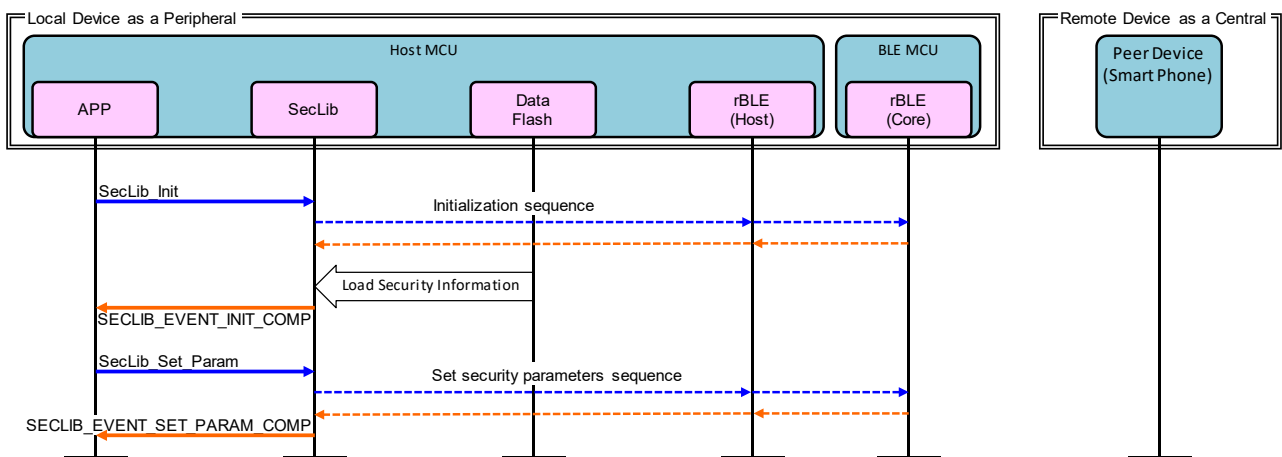 Local Device as a Peripheral
Remote Device as a Central
Host MCU
BLE MCU
Peer Device
(Smart Phone)
APP
SecLib
Data
Flash
rBLE
(Host)
rBLE
(Core)
SecLib_Init
Initialization sequence
Load Security Information
SECLIB_EVENT_INIT_COMP
SecLib_Set_Param
Set security parameters sequence
SECLIB_EVENT_SET_PARAM_COMP